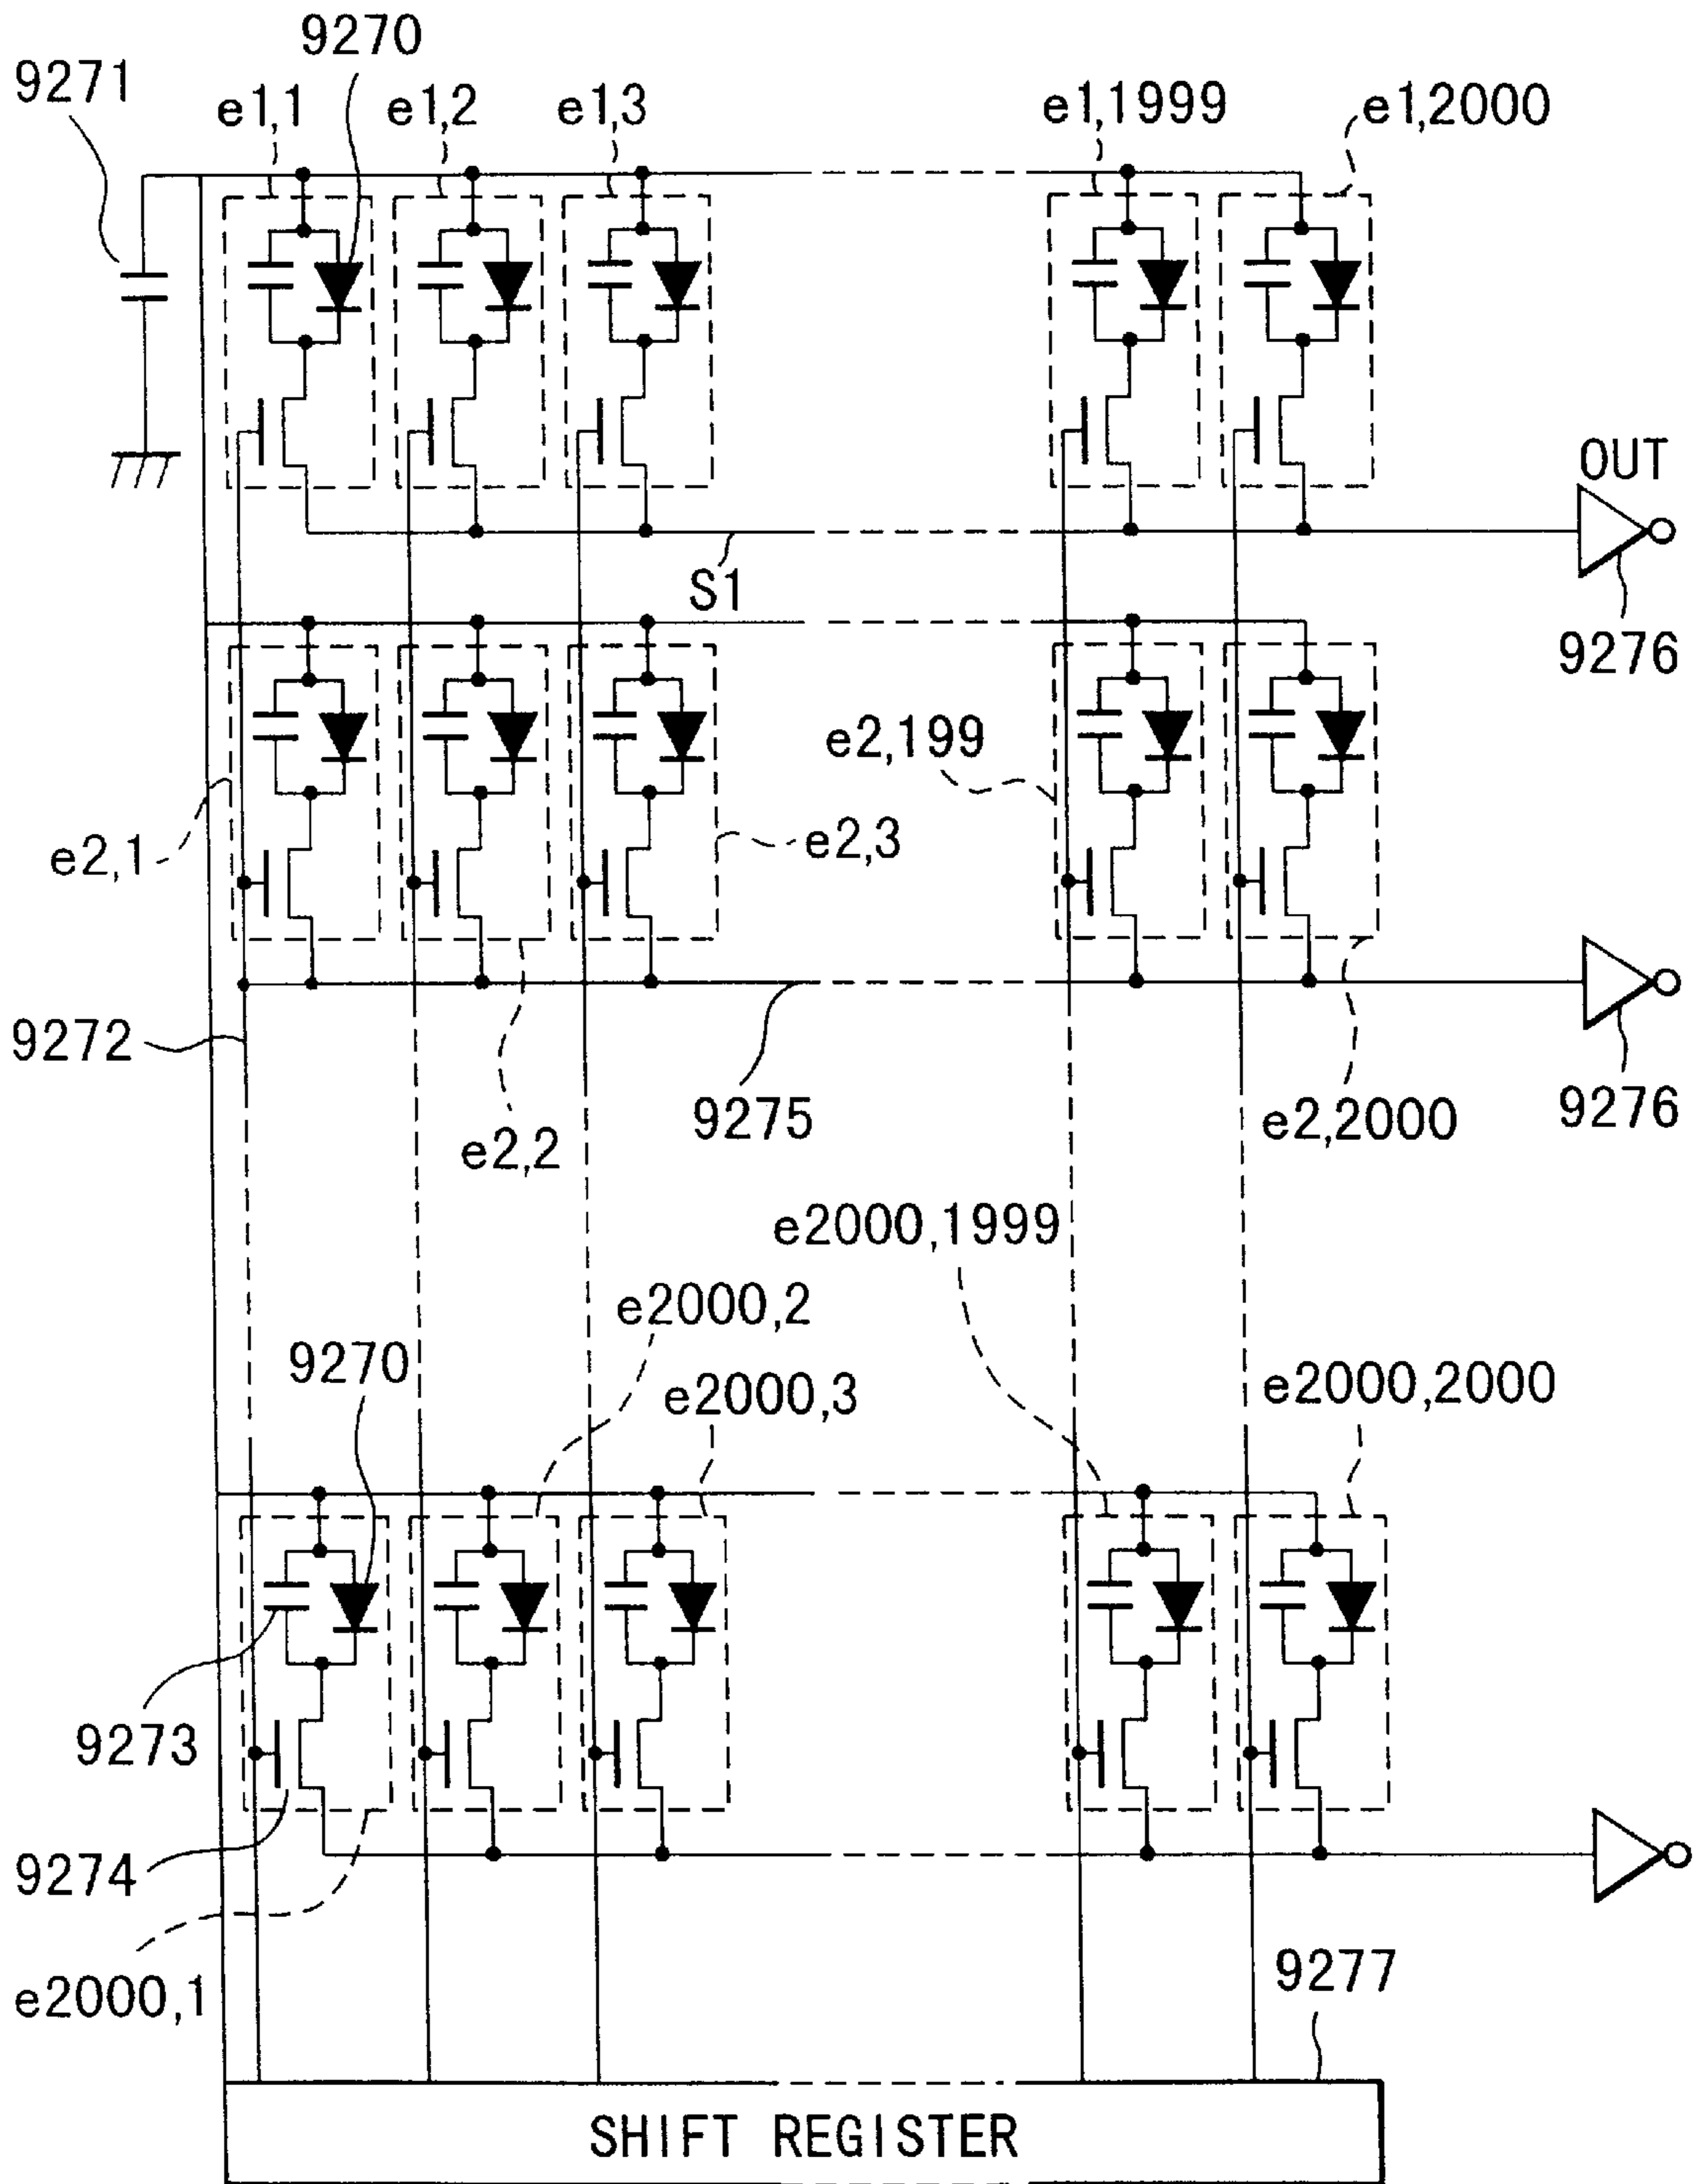 9270
9271
e1,1
e1,2
e1,3
e1,1999
e1,2000
OUT
S1
9276
e2,199
e2,1
e2,3
9272
9275
e2,2
e2,2000
9276
e2000,1999
e2000,2
9270
e2000,3
e2000,2000
9273
9274
e2000,1
9277
SHIFT REGISTER